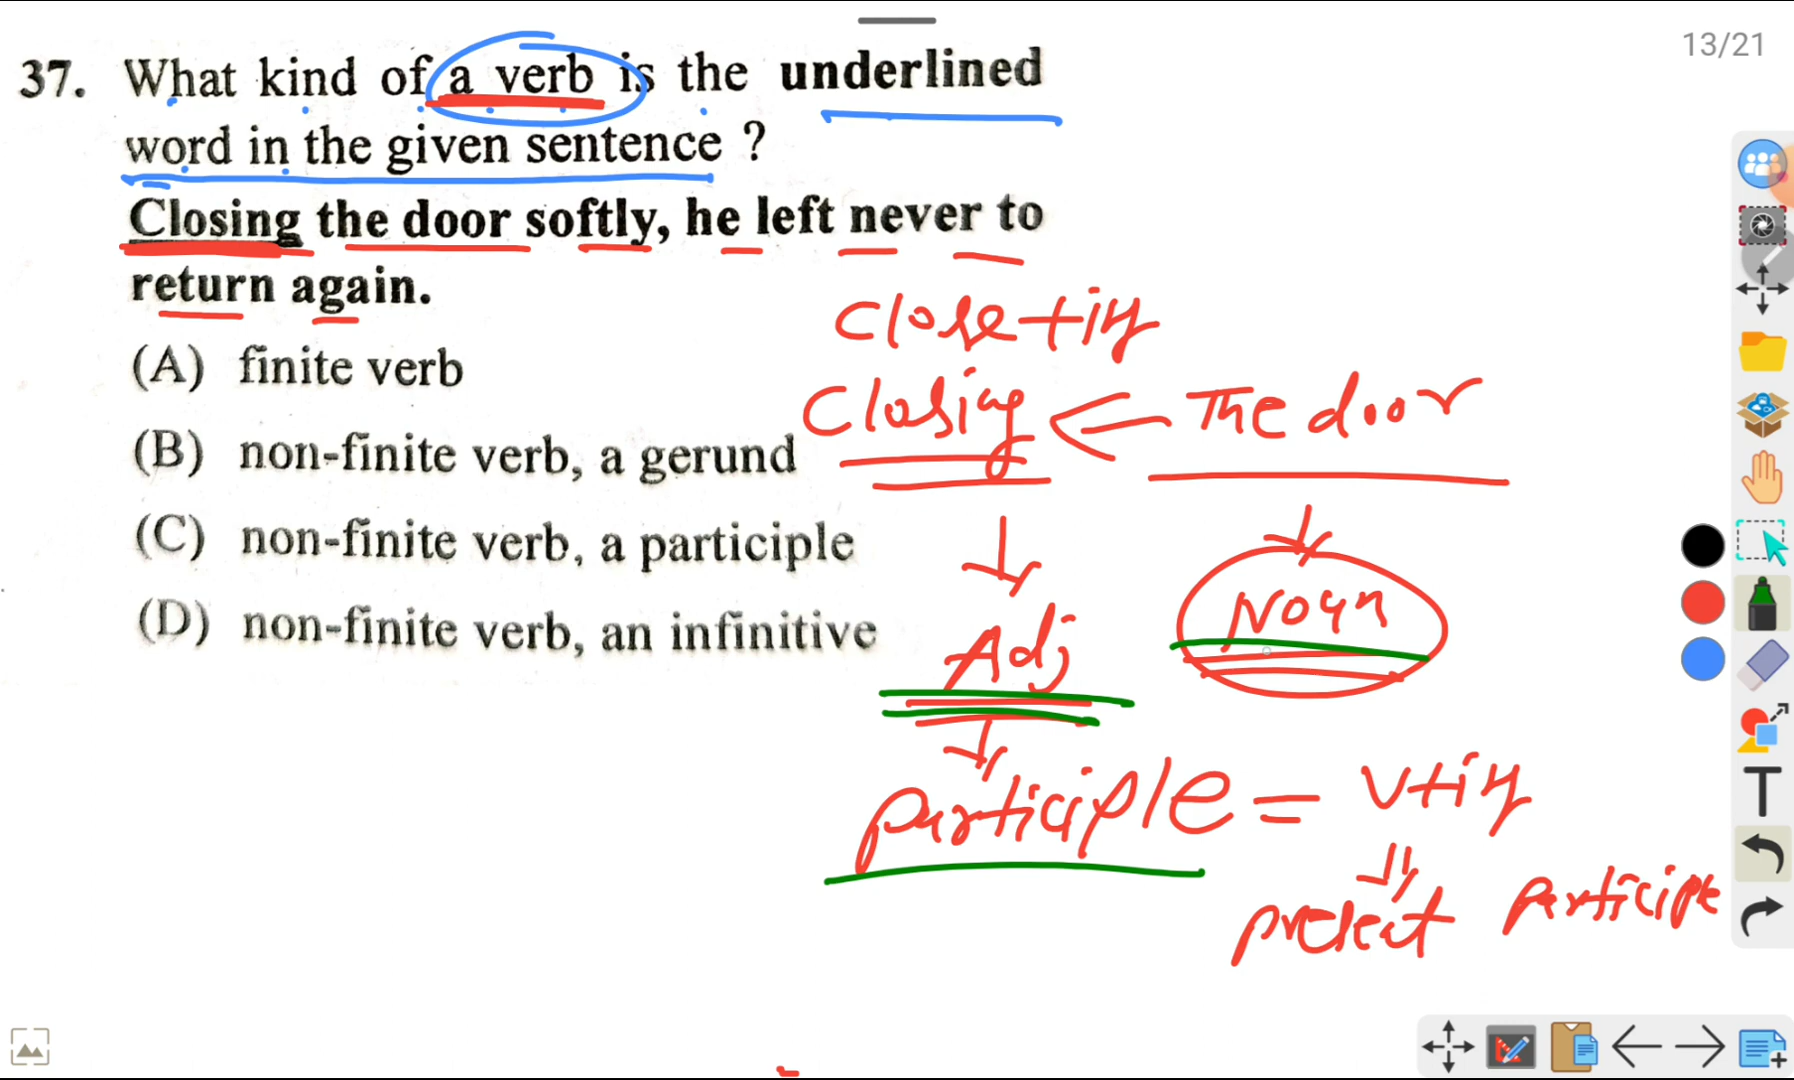 13/21
37. What kind of a verb is the underlined
word in the given sentence ?
Closing the door softly, he left never to
return again.
(A) finite verb
(B) non-finite verb, a gerund
(C) non-finite verb, a participle
(D) non-finite verb, an infinitive
Close+ing
Closing ← The door
Adj
Noun
participle = V+ing
present participle
T